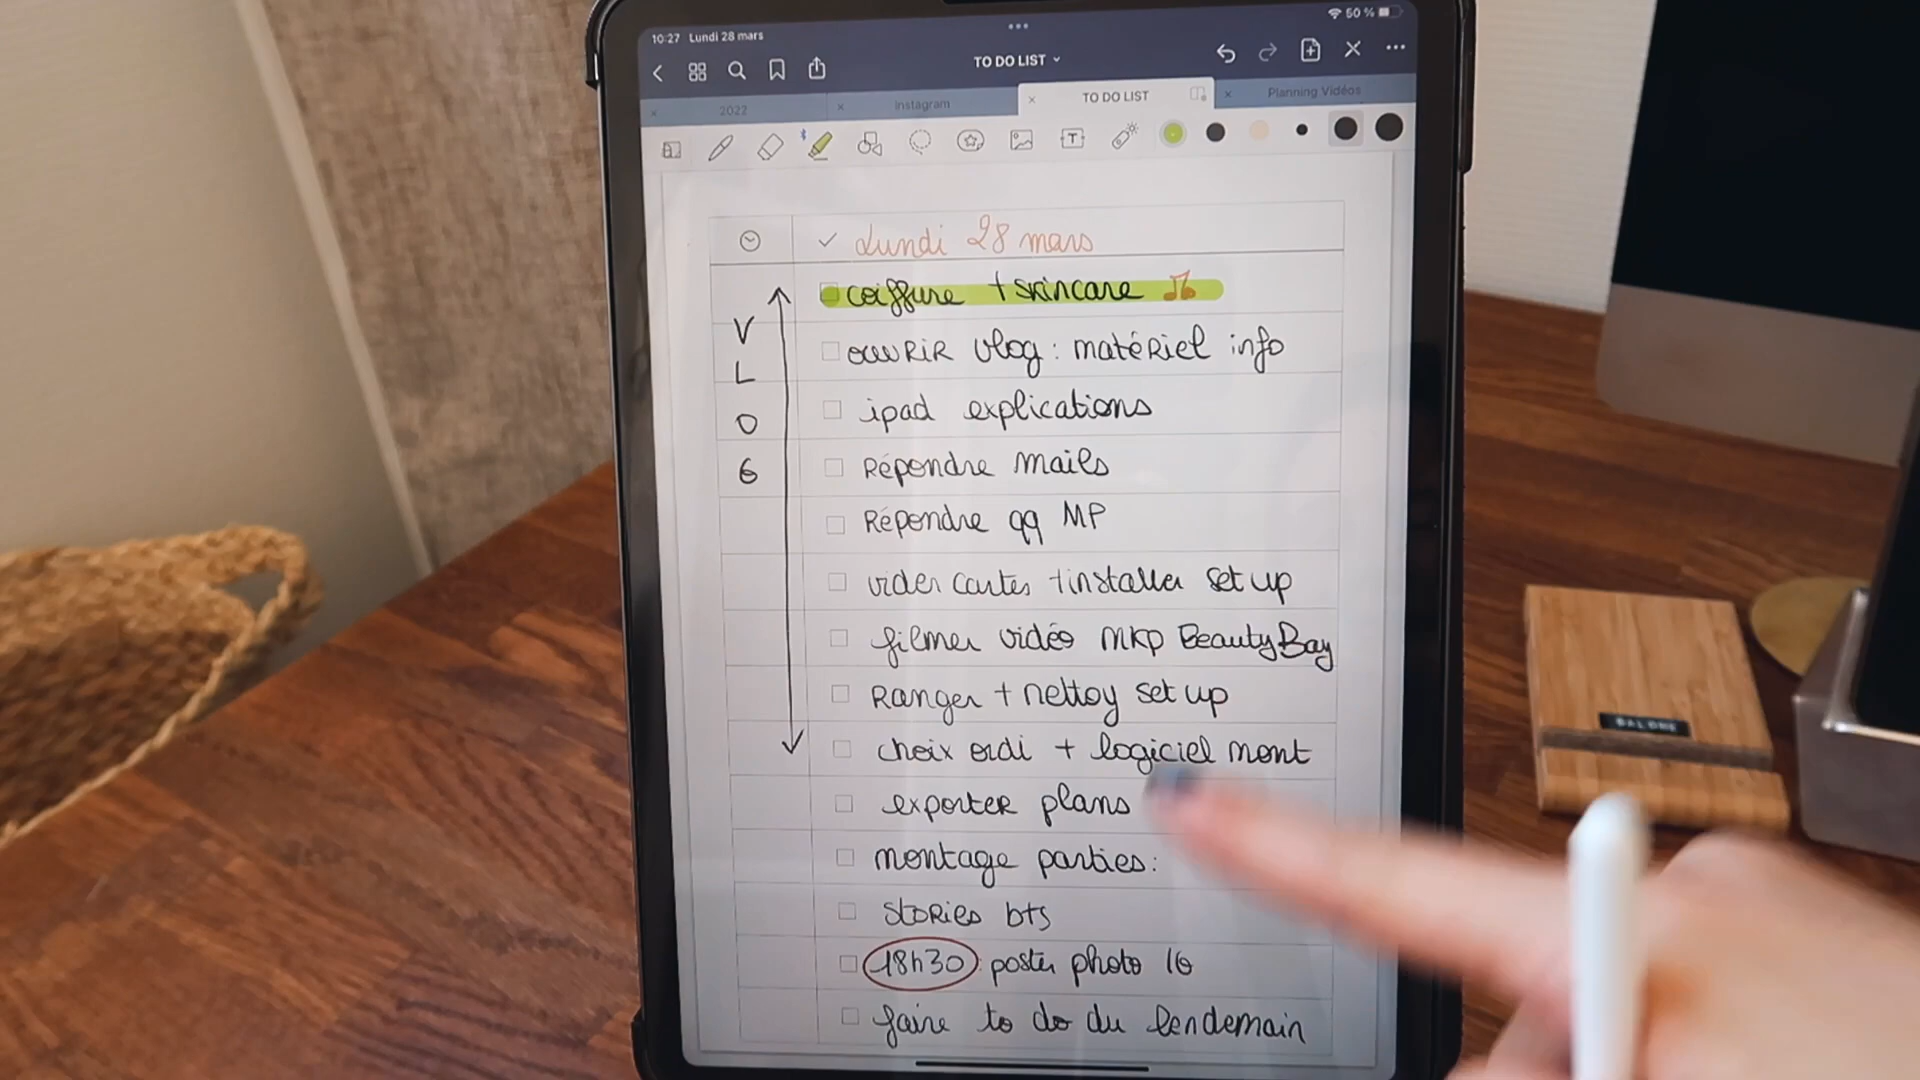 10:27 Lundi 28 mars
50 %
TO DO LIST
2022
Instagram
TO DO LIST
Planning Vidéos
Lundi 28 mars
coiffure + skincare
ouvrir vlog : matériel info
ipad explications
Répondre mails
Répondre qq MP
vider cartes + installer set up
filmer vidéo MKP BeautyBay
Ranger + nettoy set up
choix ordi + logiciel mont
exporter plans
montage parties :
stories bts
18h30 : poster photo IG
faire to do du lendemain
V
L
O
G